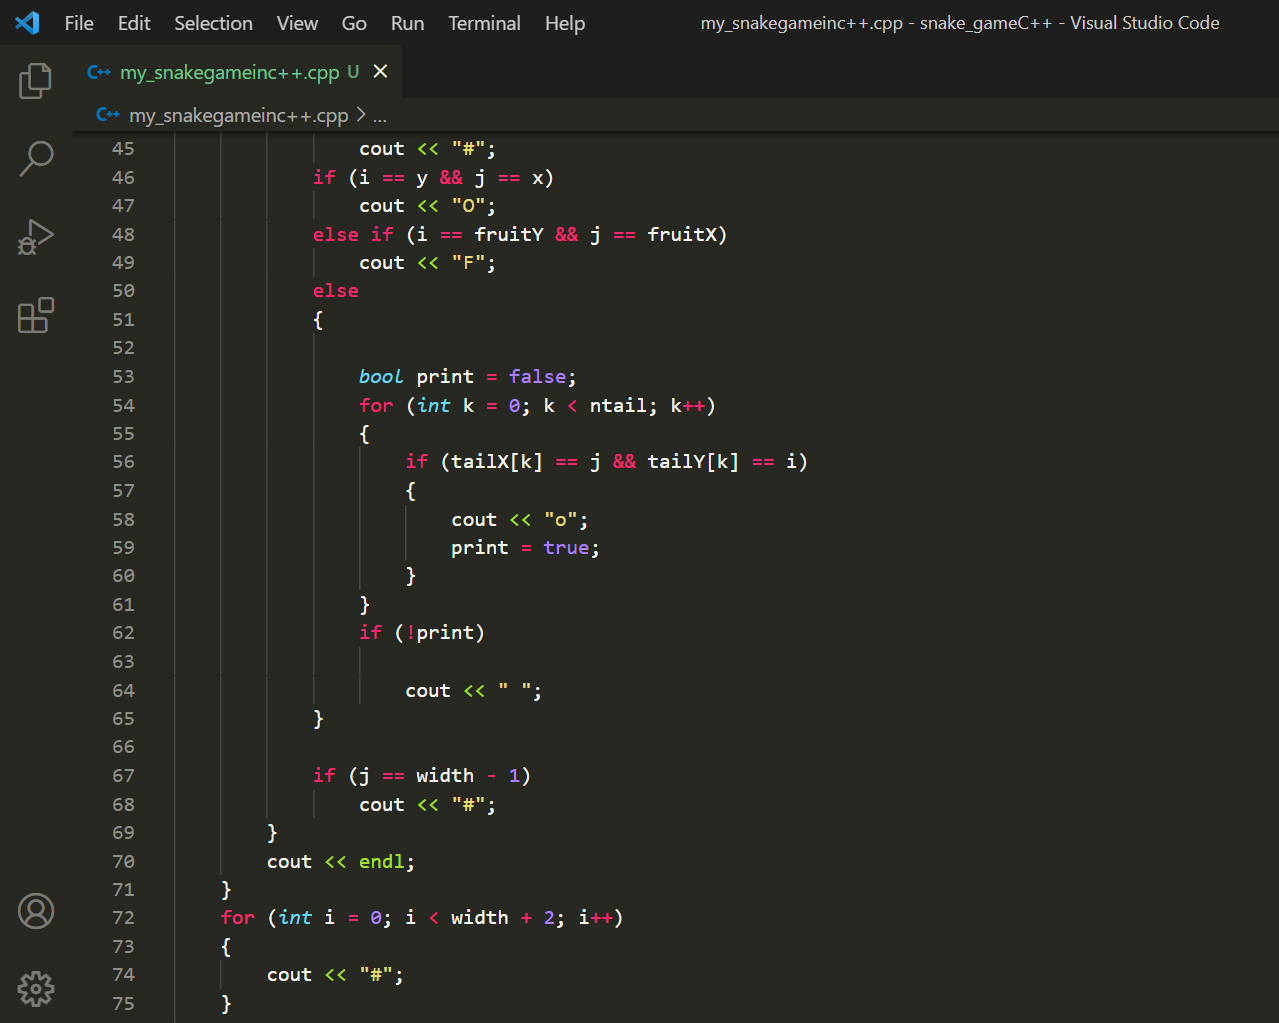 File Edit Selection View Go Run Terminal Help my_snakegameinc++.cpp - snake_gameC++ - Visual Studio Code
C++ my_snakegameinc++.cpp U ×
C++ my_snakegameinc++.cpp > ...
45 cout << "#";
46 if (i == y && j == x)
47 cout << "O";
48 else if (i == fruitY && j == fruitX)
49 cout << "F";
50 else
51 {
52
53 bool print = false;
54 for (int k = 0; k < ntail; k++)
55 {
56 if (tailX[k] == j && tailY[k] == i)
57 {
58 cout << "o";
59 print = true;
60 }
61 }
62 if (!print)
63
64 cout << " ";
65 }
66
67 if (j == width - 1)
68 cout << "#";
69 }
70 cout << endl;
71 }
72 for (int i = 0; i < width + 2; i++)
73 {
74 cout << "#";
75 }